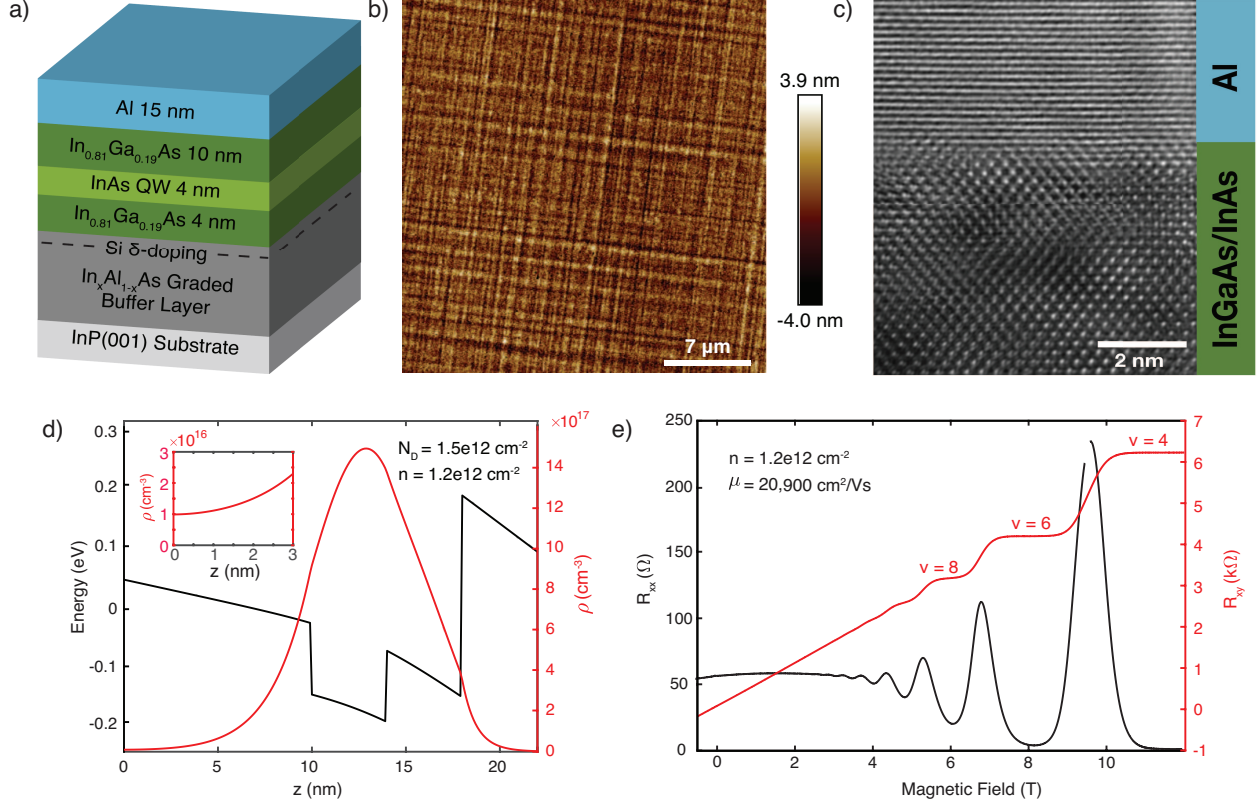 a)
Al 15 nm
In0.81Ga0.19As 10 nm
InAs QW 4 nm
In0.81Ga0.19As 4 nm
Si δ-doping
InxAl1-xAs Graded
Buffer Layer
InP(001) Substrate
b)
7 µm
3.9 nm
-4.0 nm
c)
Al
InGaAs/InAs
2 nm
d)
0.3
0.2
0.1
0
-0.1
-0.2
Energy (eV)
0
5
10
15
20
z (nm)
×10^17
14
12
10
8
6
4
2
0
ρ (cm-3)
ND = 1.5e12 cm-2
n = 1.2e12 cm-2
×10^16
3
2
1
0
ρ (cm-3)
0
1
2
3
z (nm)
e)
250
200
150
100
50
0
Rxx (Ω)
0
2
4
6
8
10
Magnetic Field (T)
7
6
5
4
3
2
1
0
-1
Rxy (kΩ)
n = 1.2e12 cm-2
µ = 20,900 cm2/Vs
v = 8
v = 6
v = 4